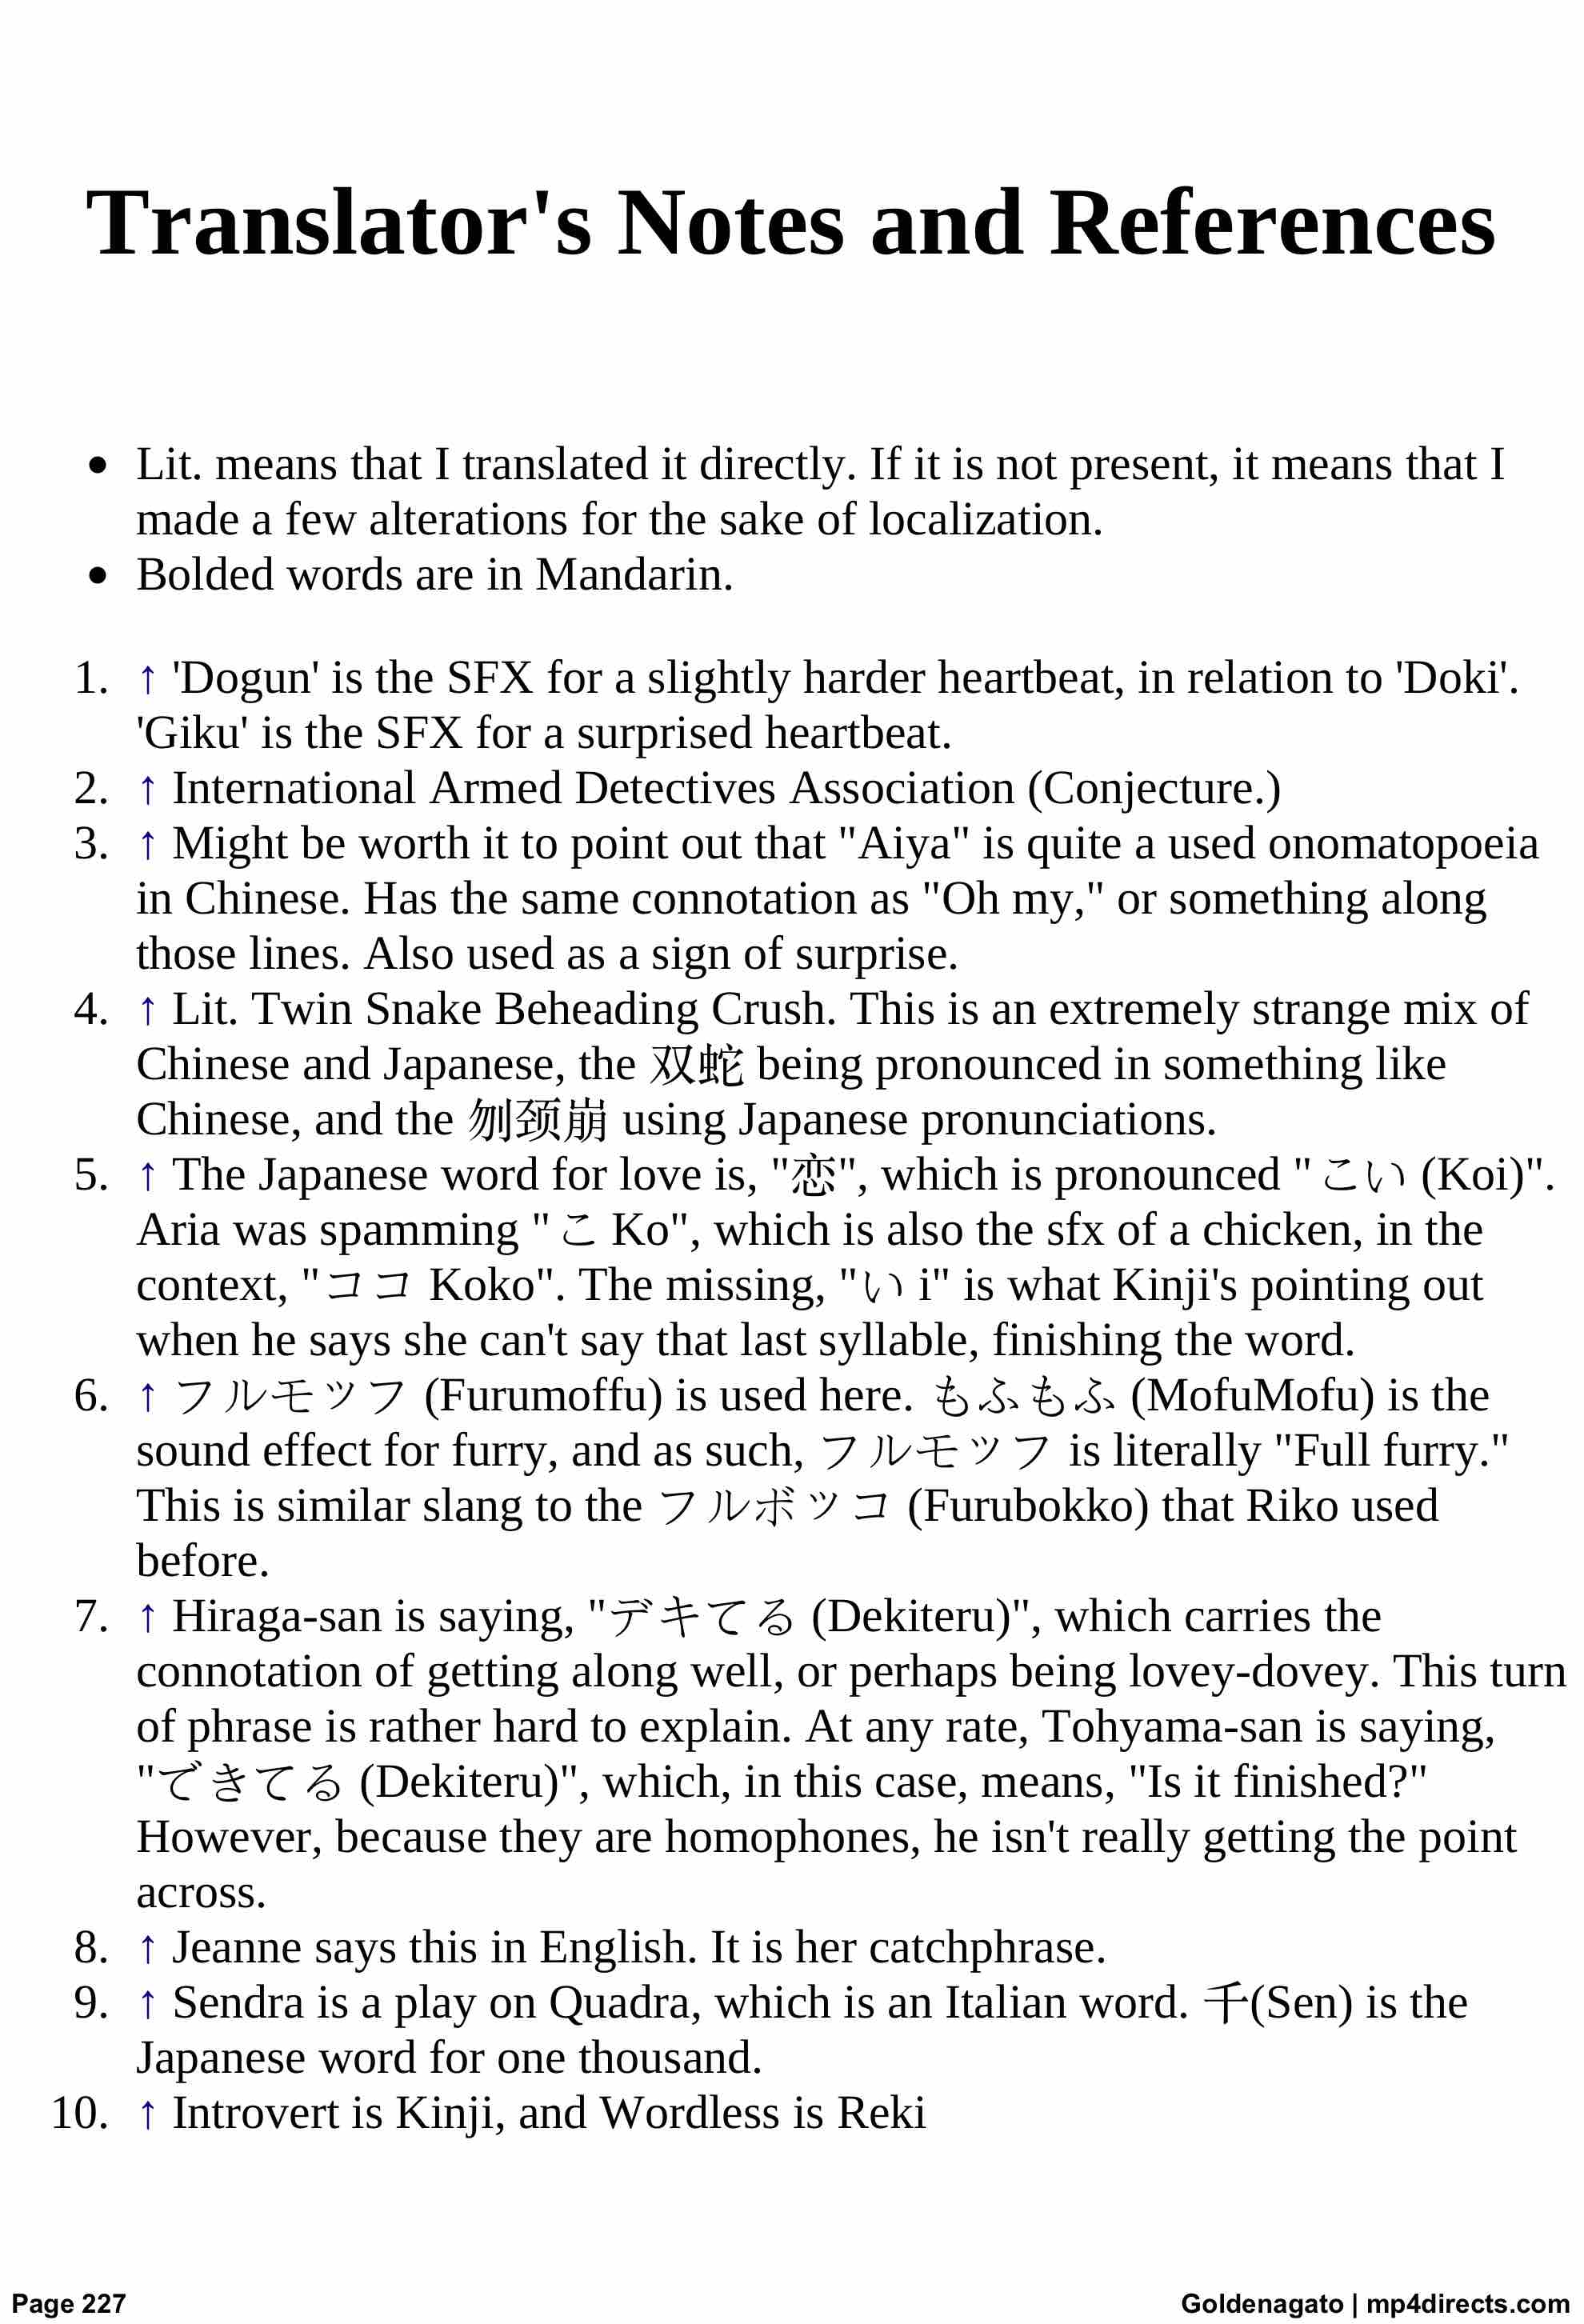 Translator's Notes and References
• Lit. means that I translated it directly. If it is not present, it means that I
made a few alterations for the sake of localization.
• Bolded words are in Mandarin.
1. ↑ 'Dogun' is the SFX for a slightly harder heartbeat, in relation to 'Doki'.
'Giku' is the SFX for a surprised heartbeat.
2. ↑ International Armed Detectives Association (Conjecture.)
3. ↑ Might be worth it to point out that "Aiya" is quite a used onomatopoeia
in Chinese. Has the same connotation as "Oh my," or something along
those lines. Also used as a sign of surprise.
4. ↑ Lit. Twin Snake Beheading Crush. This is an extremely strange mix of
Chinese and Japanese, the 双蛇 being pronounced in something like
Chinese, and the 刎颈崩 using Japanese pronunciations.
5. ↑ The Japanese word for love is, "恋", which is pronounced "こい (Koi)".
Aria was spamming "こ Ko", which is also the sfx of a chicken, in the
context, "ココ Koko". The missing, "い i" is what Kinji's pointing out
when he says she can't say that last syllable, finishing the word.
6. ↑ フルモッフ (Furumoffu) is used here. もふもふ (MofuMofu) is the
sound effect for furry, and as such, フルモッフ is literally "Full furry."
This is similar slang to the フルボッコ (Furubokko) that Riko used
before.
7. ↑ Hiraga-san is saying, "デキてる (Dekiteru)", which carries the
connotation of getting along well, or perhaps being lovey-dovey. This turn
of phrase is rather hard to explain. At any rate, Tohyama-san is saying,
"できてる (Dekiteru)", which, in this case, means, "Is it finished?"
However, because they are homophones, he isn't really getting the point
across.
8. ↑ Jeanne says this in English. It is her catchphrase.
9. ↑ Sendra is a play on Quadra, which is an Italian word. 千(Sen) is the
Japanese word for one thousand.
10. ↑ Introvert is Kinji, and Wordless is Reki
Page 227
Goldenagato | mp4directs.com